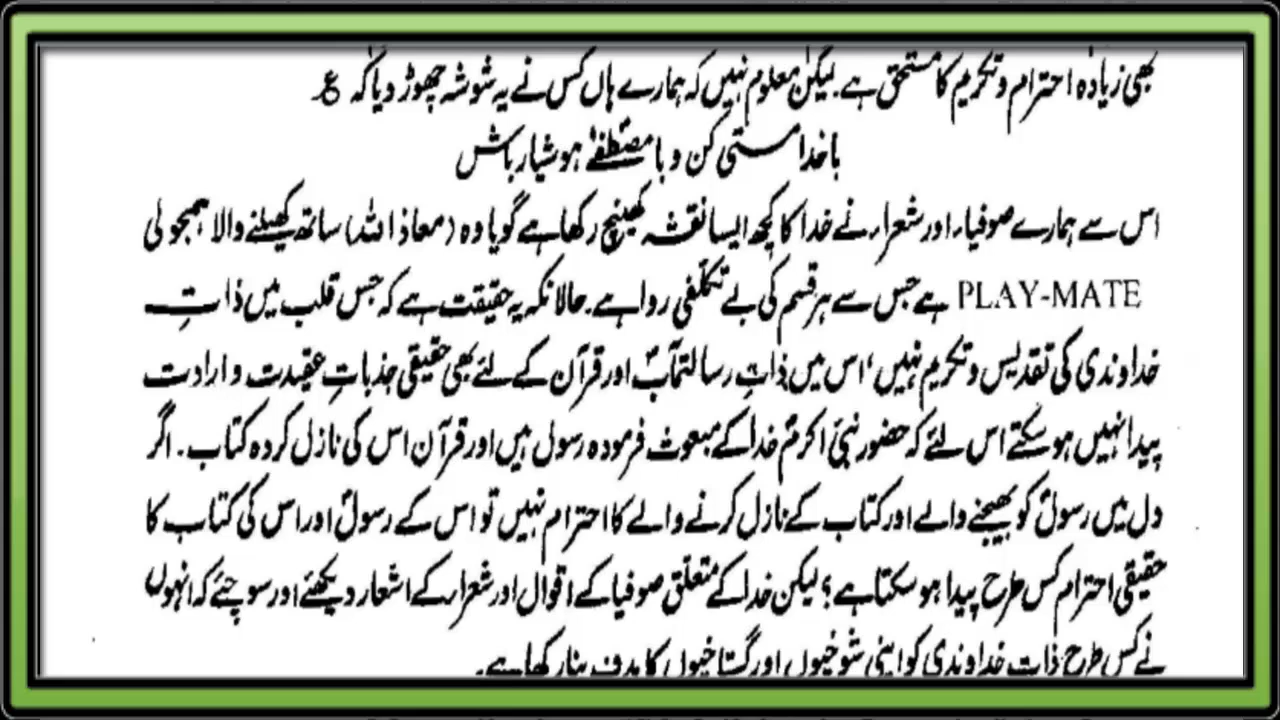 بھی زیادہ احترام و تکریم کا مستحق ہے۔ لیکن معلوم نہیں کہ ہمارے ہاں کس نے یہ شوشہ چھوڑ دیا کہ ع
باخدا مستی کن و با مصطفےٰؐ ہوشیار باش
اس سے ہمارے صوفیاء اور شعراء نے خدا کا کچھ ایسا نقشہ کھینچ رکھا ہے گویا وہ (معاذ اللہ) ساتھ کھیلنے والا ہمجولی
PLAY-MATE ہے جس سے ہر قسم کی بے تکلفی روا ہے۔ حالانکہ یہ حقیقت ہے کہ جس قلب میں ذاتِ
خداوندی کی تقدیس و تکریم نہیں، اس میں ذاتِ رسالتمآبؐ اور قرآن کے لئے بھی حقیقی جذباتِ عقیدت و ارادت
پیدا نہیں ہو سکتے اس لئے کہ حضور نبئ اکرمؐ خدا کے مبعوث فرمودہ رسول ہیں اور قرآن اس کی نازل کردہ کتاب۔ اگر
دل میں رسولؐ کو بھیجنے والے اور کتاب کے نازل کرنے والے کا احترام نہیں تو اس کے رسولؐ اور اس کی کتاب کا
حقیقی احترام کس طرح پیدا ہو سکتا ہے؟ لیکن خدا کے متعلق صوفیا کے اقوال اور شعراء کے اشعار دیکھئے اور سوچئے کہ انہوں
نے کس طرح ذات خداوندی کو اپنی شوخیوں اور گستاخیوں کا ہدف بنا رکھا ہے۔